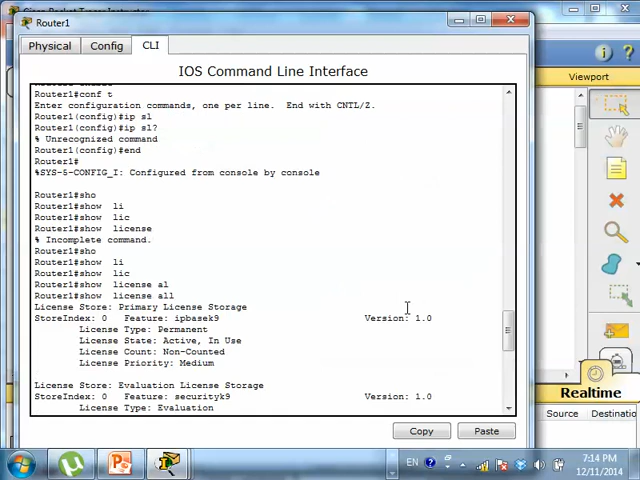 Router1
Physical
Config
CLI
IOS Command Line Interface
Router1#conf t
Enter configuration commands, one per line.  End with CNTL/Z.
Router1(config)#ip sl
Router1(config)#ip sl?
% Unrecognized command
Router1(config)#end
Router1#
%SYS-5-CONFIG_I: Configured from console by console
Router1#sho
Router1#show  li
Router1#show  lic
Router1#show  license
% Incomplete command.
Router1#sho
Router1#show  li
Router1#show  lic
Router1#show  license al
Router1#show  license all
License Store: Primary License Storage
StoreIndex: 0   Feature: ipbasek9   Version: 1.0
License Type: Permanent
License State: Active, In Use
License Count: Non-Counted
License Priority: Medium
License Store: Evaluation License Storage
StoreIndex: 0   Feature: securityk9   Version: 1.0
License Type: Evaluation
Copy
Paste
Viewport
Realtime
Source
Destinatio
EN
7:14 PM
12/11/2014